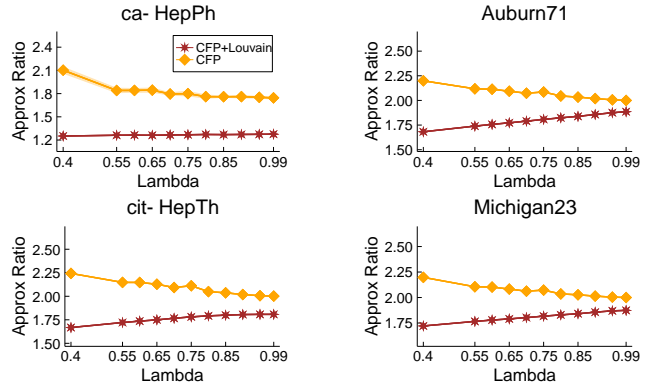 ca- HepPh
Approx Ratio
2.4
2.1
1.8
1.5
1.2
CFP+Louvain
CFP
0.4 0.55 0.65 0.75 0.85 0.99
Lambda
Auburn71
Approx Ratio
2.50
2.25
2.00
1.75
1.50
0.4 0.55 0.65 0.75 0.85 0.99
Lambda
cit- HepTh
Approx Ratio
2.50
2.25
2.00
1.75
1.50
0.4 0.55 0.65 0.75 0.85 0.99
Lambda
Michigan23
Approx Ratio
2.50
2.25
2.00
1.75
0.4 0.55 0.65 0.75 0.85 0.99
Lambda